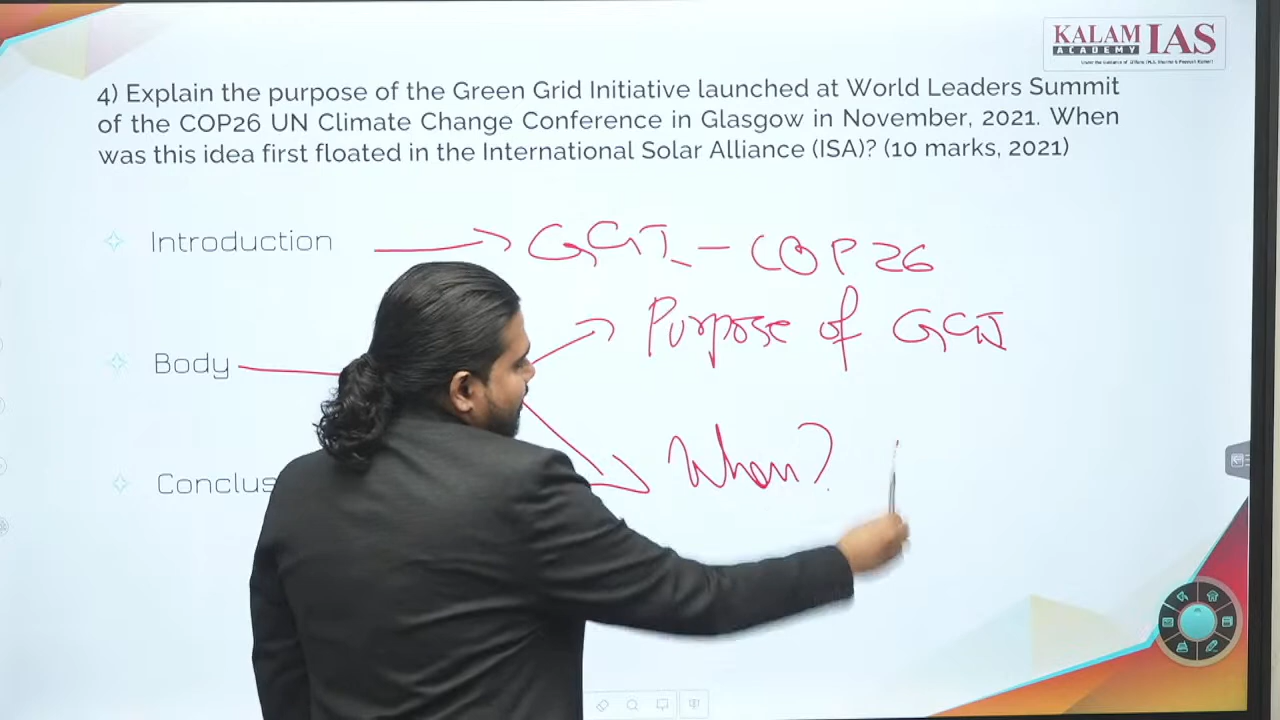 KALAM IAS
ACADEMY
4) Explain the purpose of the Green Grid Initiative launched at World Leaders Summit
of the COP26 UN Climate Change Conference in Glasgow in November, 2021. When
was this idea first floated in the International Solar Alliance (ISA)? (10 marks, 2021)
Introduction → GGI - COP 26
→ Purpose of GGI
Body
When?
Conclus